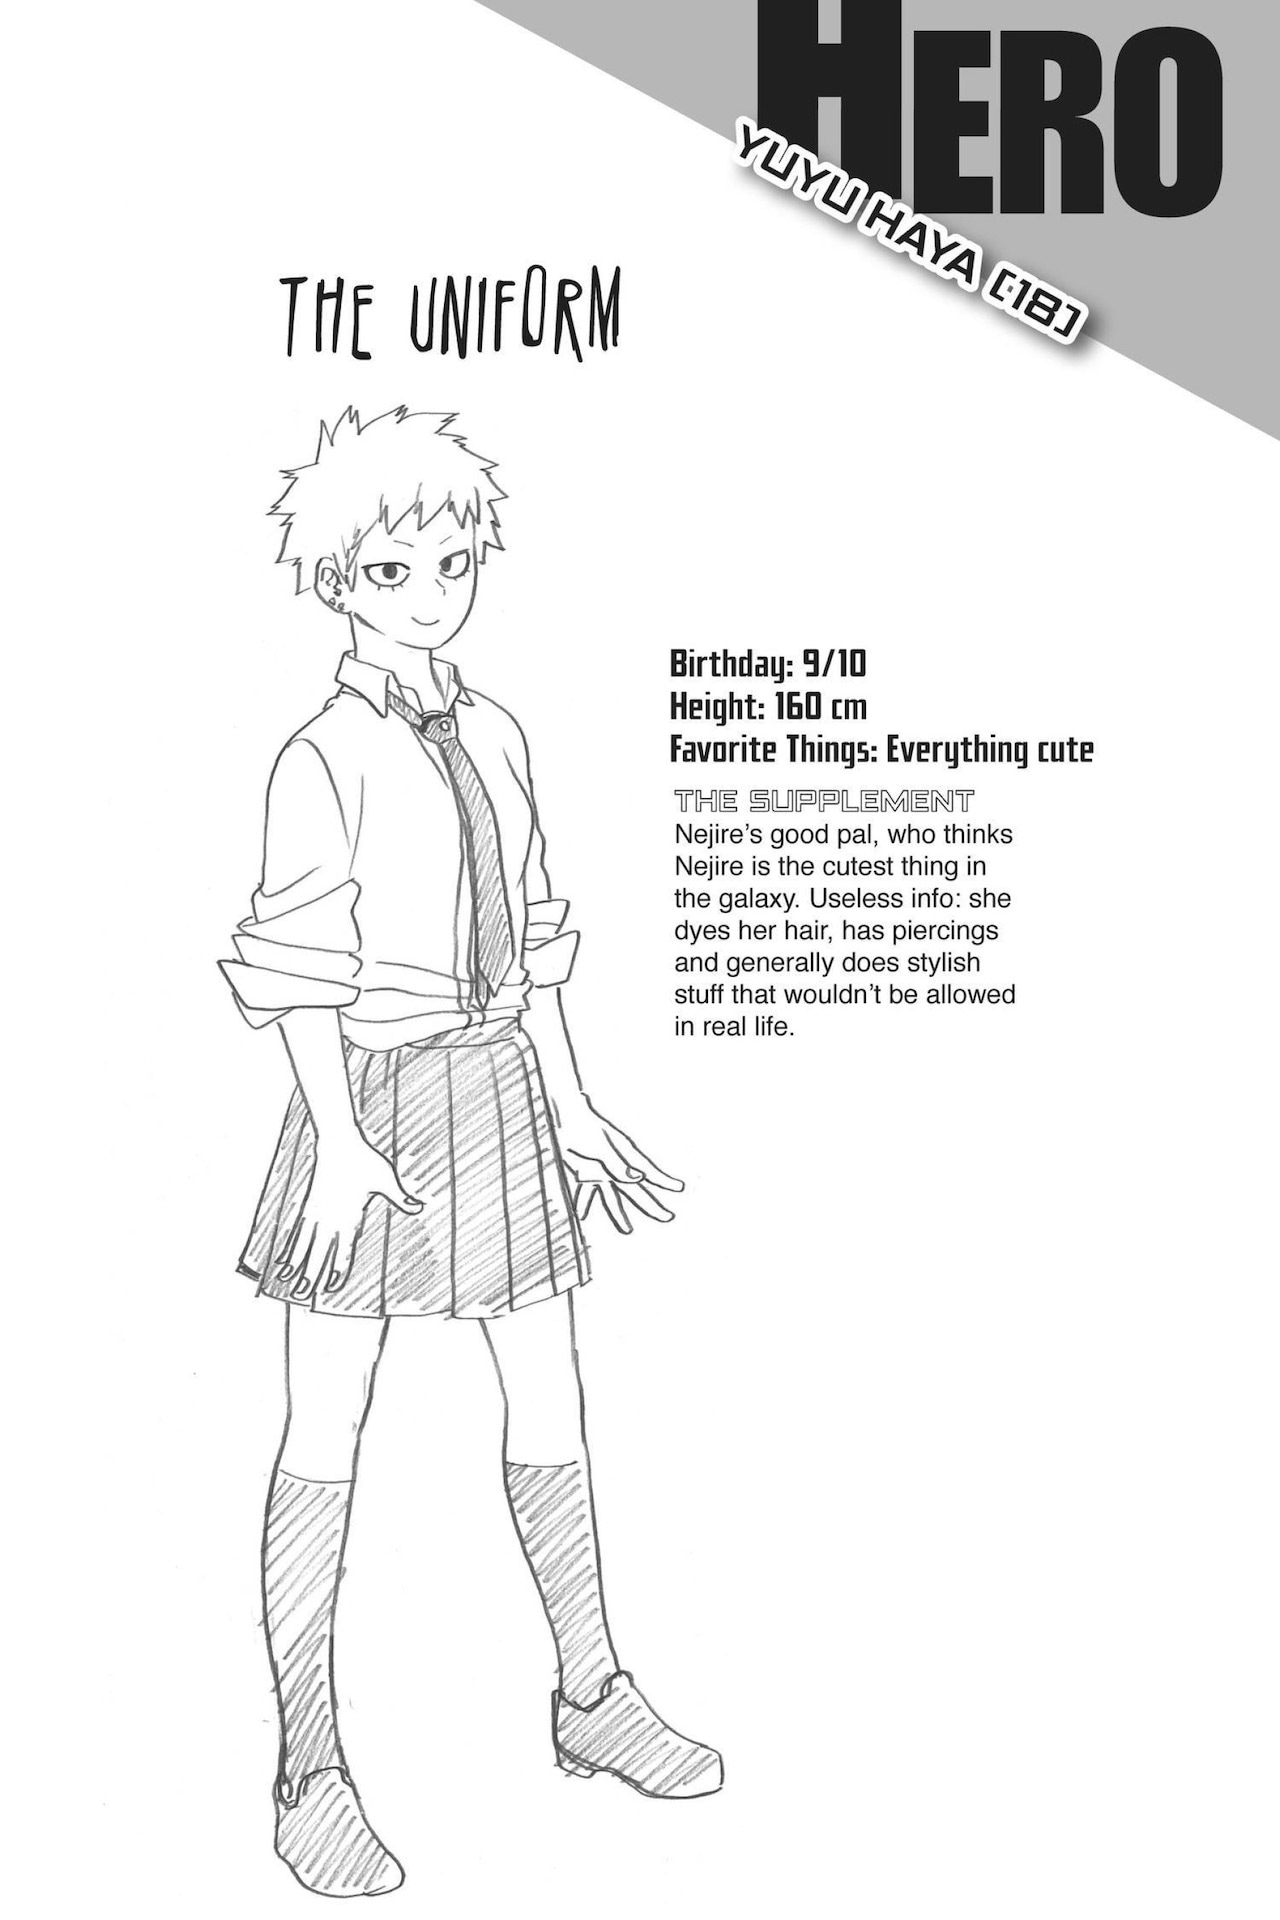 HERO
YUYU HAYA (18)
THE UNIFORM
Birthday: 9/10
Height: 160 cm
Favorite Things: Everything cute
THE SUPPLEMENT
Nejire’s good pal, who thinks
Nejire is the cutest thing in
the galaxy. Useless info: she
dyes her hair, has piercings
and generally does stylish
stuff that wouldn’t be allowed
in real life.